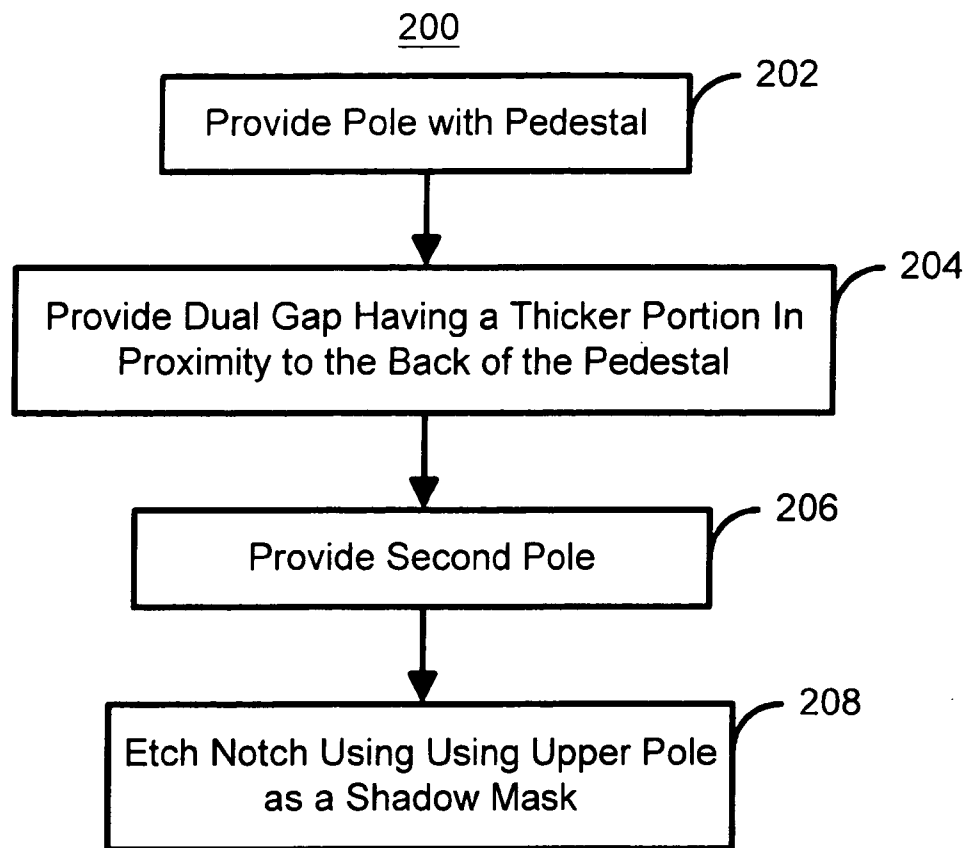 200
202
Provide Pole with Pedestal
204
Provide Dual Gap Having a Thicker Portion In
Proximity to the Back of the Pedestal
206
Provide Second Pole
208
Etch Notch Using Using Upper Pole
as a Shadow Mask